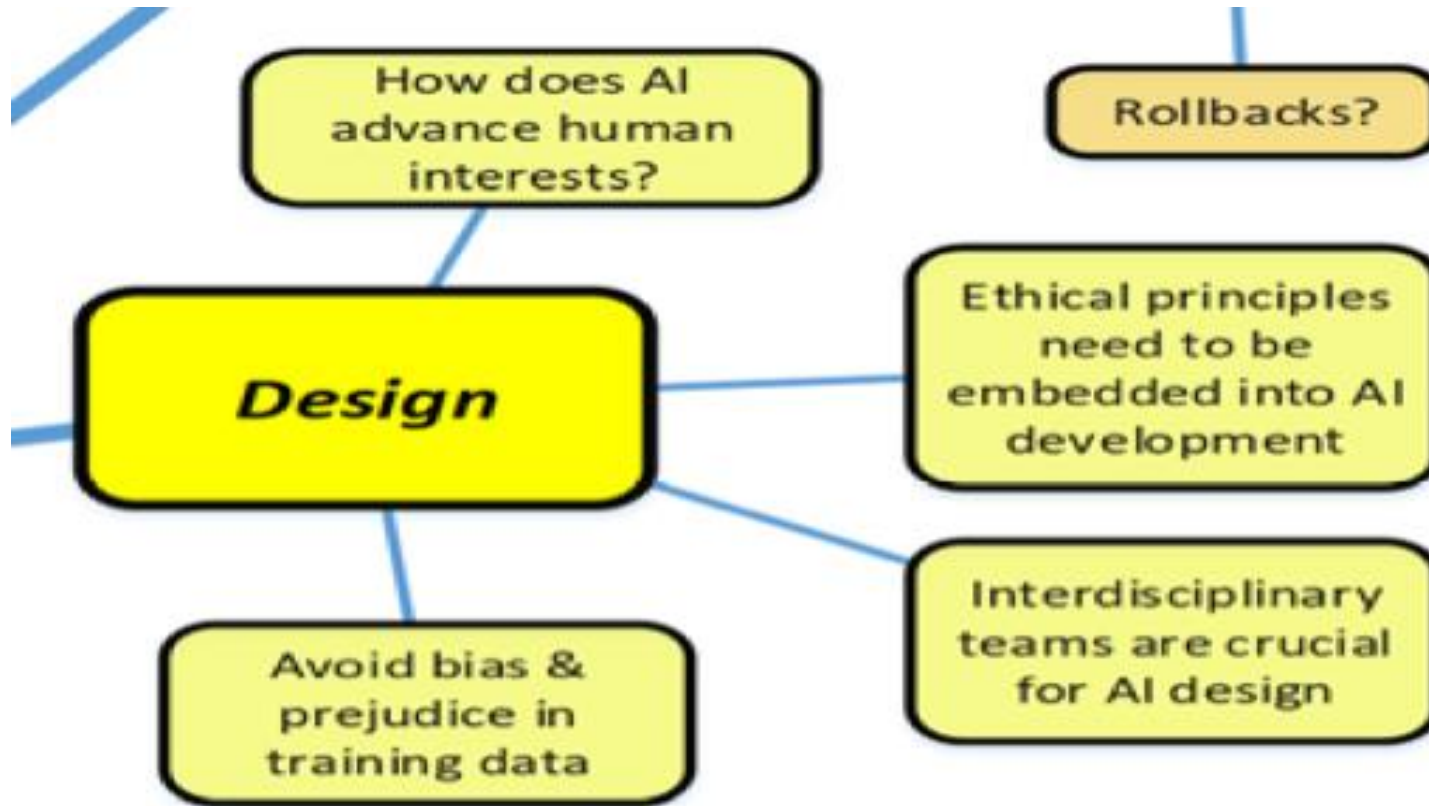 How does AI
advance human
interests?
Rollbacks?
Design
Ethical principles
need to be
embedded into AI
development
Interdisciplinary
teams are crucial
for AI design
Avoid bias &
prejudice in
training data